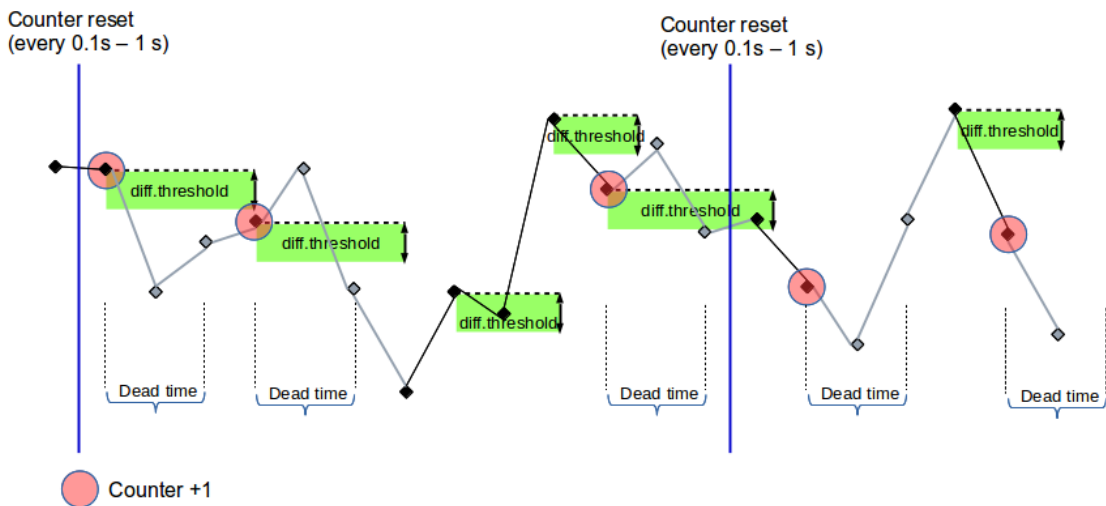 Counter reset
(every 0.1s – 1 s)
Counter reset
(every 0.1s – 1 s)
diff.threshold
diff.threshold
diff.threshold
diff.threshold
diff.threshold
diff.threshold
Dead time
Dead time
Dead time
Dead time
Dead time
Counter +1